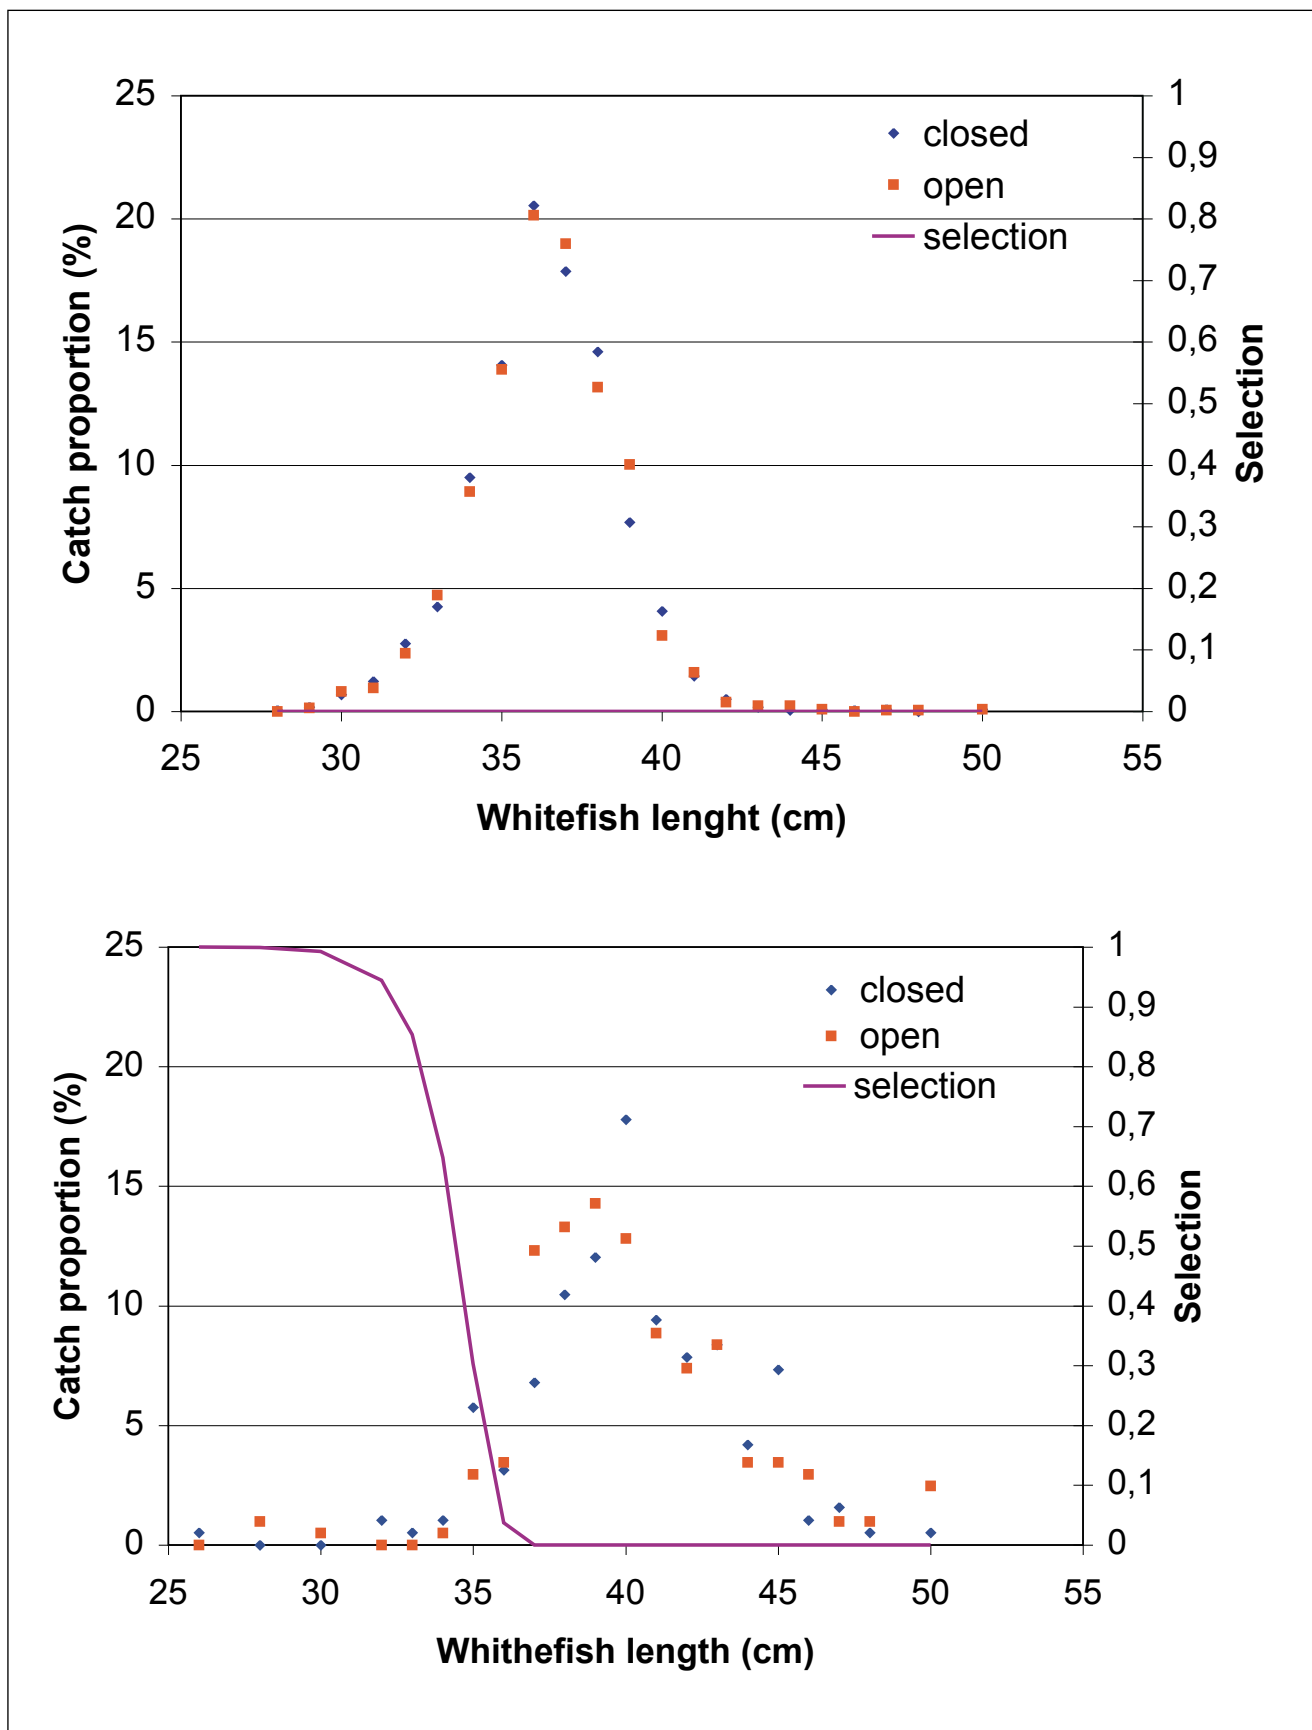 25
20
15
10
5
0
Catch proportion (%)
closed
open
selection
1
0,9
0,8
0,7
0,6
0,5
0,4
0,3
0,2
0,1
0
Selection
25 30 35 40 45 50 55
Whitefish lenght (cm)
25
20
15
10
5
0
Catch proportion (%)
closed
open
selection
1
0,9
0,8
0,7
0,6
0,5
0,4
0,3
0,2
0,1
0
Selection
25 30 35 40 45 50 55
Whithefish length (cm)